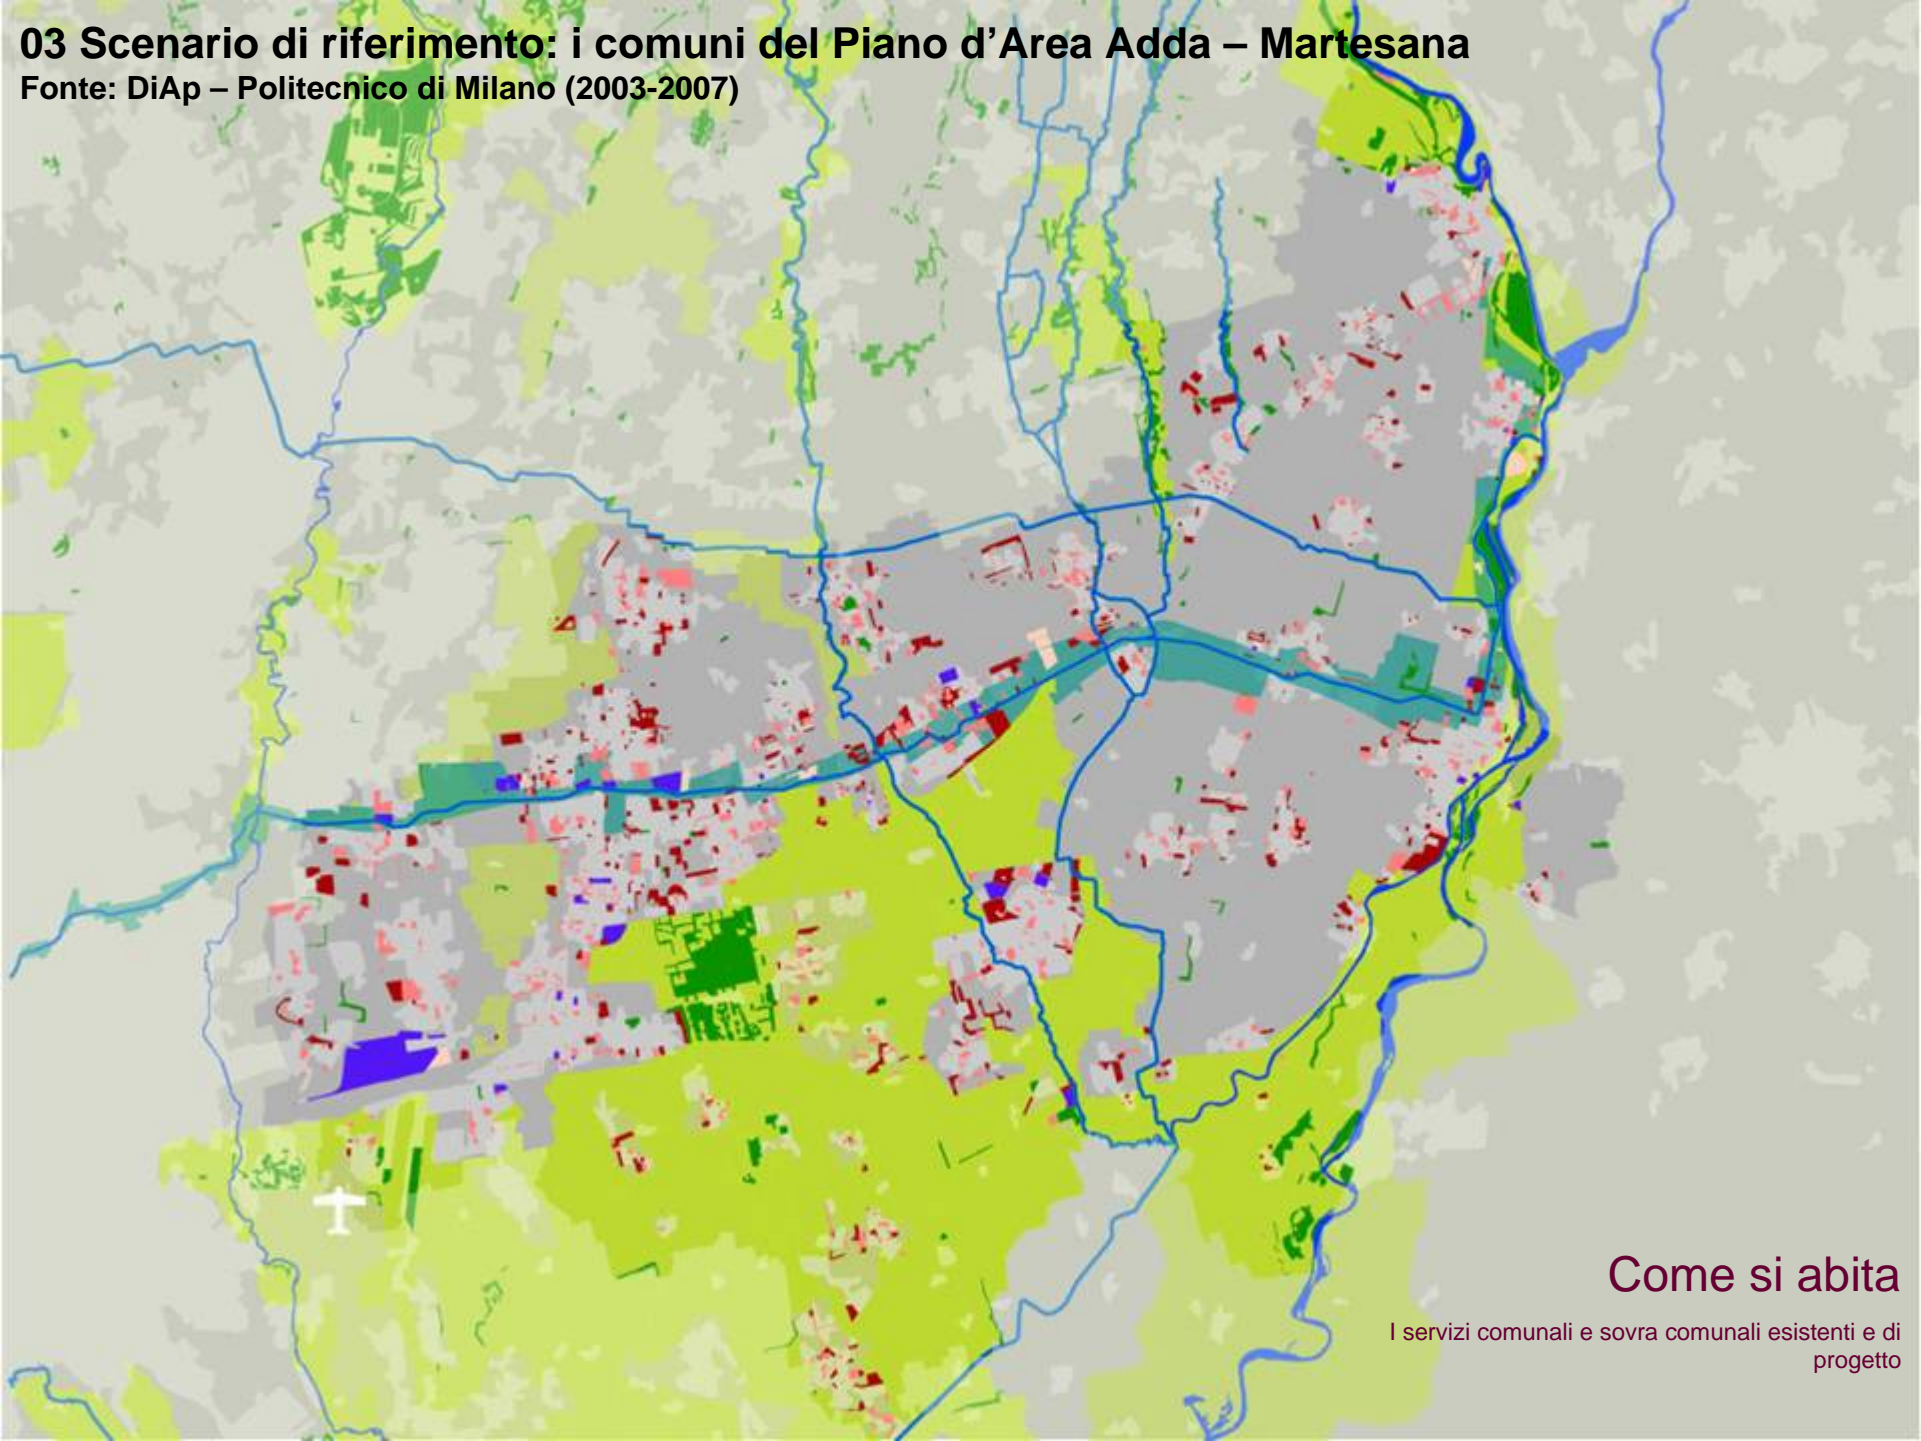 03 Scenario di riferimento: i comuni del Piano d’Area Adda – Martesana
Fonte: DiAp – Politecnico di Milano (2003-2007)
Come si abita
I servizi comunali e sovra comunali esistenti e di
progetto